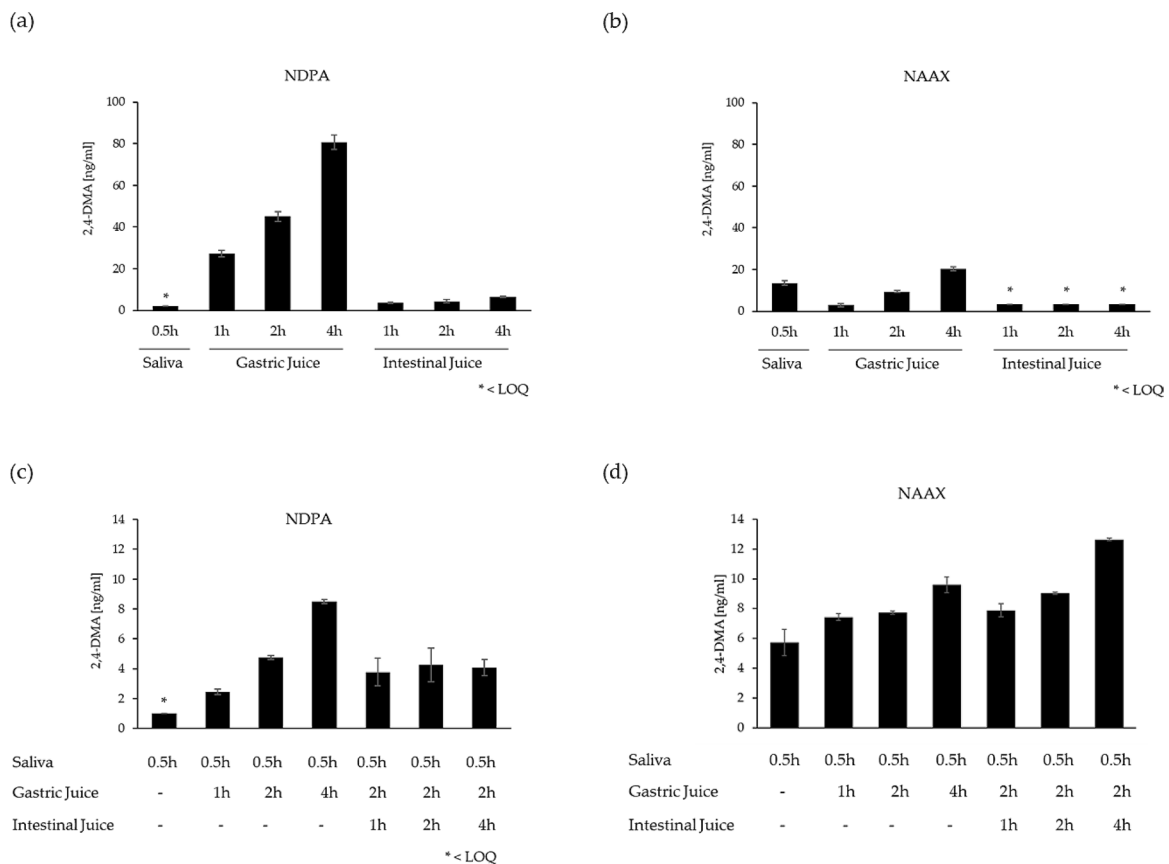 (a)
NDPA
2,4-DMA [ng/ml]
100
80
60
40
20
0
*
0.5h 1h 2h 4h 1h 2h 4h
Saliva Gastric Juice Intestinal Juice
* < LOQ
(b)
NAAX
2,4-DMA [ng/ml]
100
80
60
40
20
0
* * *
0.5h 1h 2h 4h 1h 2h 4h
Saliva Gastric Juice Intestinal Juice
* < LOQ
(c)
NDPA
2,4-DMA [ng/ml]
14
12
10
8
6
4
2
0
*
Saliva 0.5h 0.5h 0.5h 0.5h 0.5h 0.5h 0.5h
Gastric Juice - 1h 2h 4h 2h 2h 2h
Intestinal Juice - - - - 1h 2h 4h
* < LOQ
(d)
NAAX
2,4-DMA [ng/ml]
14
12
10
8
6
4
2
0
Saliva 0.5h 0.5h 0.5h 0.5h 0.5h 0.5h 0.5h
Gastric Juice - 1h 2h 4h 2h 2h 2h
Intestinal Juice - - - - 1h 2h 4h